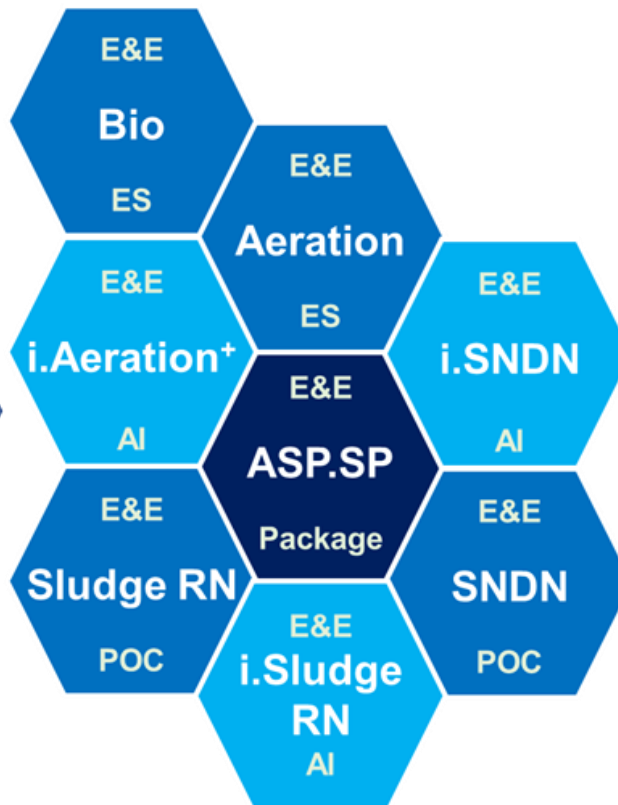 E&E
Bio
ES
E&E
Aeration
ES
E&E
i.Aeration⁺
AI
E&E
i.SNDN
AI
E&E
ASP.SP
Package
E&E
Sludge RN
POC
E&E
SNDN
POC
E&E
i.Sludge
RN
AI